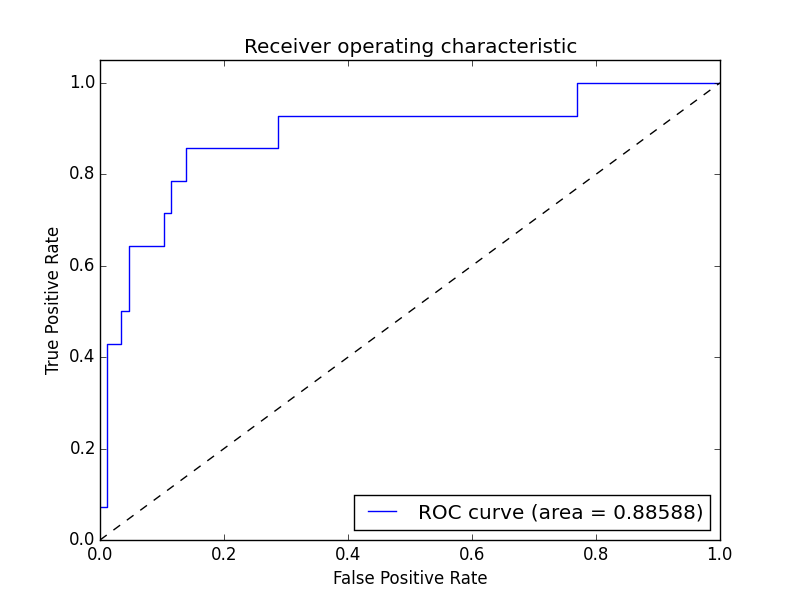 Receiver operating characteristic
1.0
0.8
0.6
0.4
0.2
0.0
True Positive Rate
0.0 0.2 0.4 0.6 0.8 1.0
False Positive Rate
ROC curve (area = 0.88588)